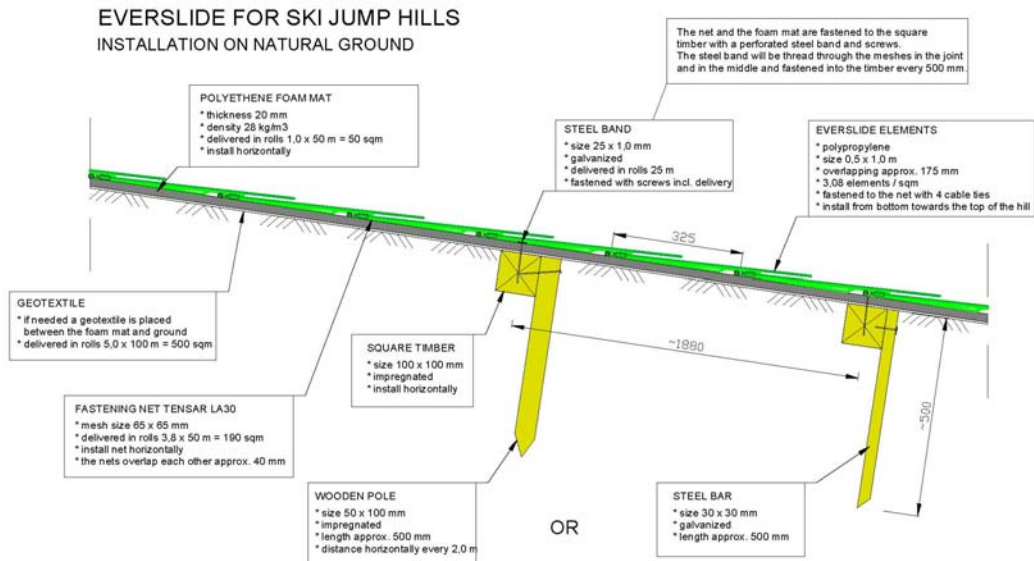 EVERSLIDE FOR SKI JUMP HILLS
INSTALLATION ON NATURAL GROUND
The net and the foam mat are fastened to the square
timber with a perforated steel band and screws.
The steel band will be thread through the meshes in the joint
and in the middle and fastened into the timber every 500 mm.
POLYETHENE FOAM MAT
* thickness 20 mm
* density 28 kg/m3
* delivered in rolls 1,0 x 50 m = 50 sqm
* install horizontally
STEEL BAND
* size 25 x 1,0 mm
* galvanized
* delivered in rolls 25 m
* fastened with screws incl. delivery
EVERSLIDE ELEMENTS
* polypropylene
* size 0,5 x 1,0 m
* overlapping approx. 175 mm
* 3,08 elements / sqm
* fastened to the net with 4 cable ties
* install from bottom towards the top of the hill
325
GEOTEXTILE
* if needed a geotextile is placed
between the foam mat and ground
* delivered in rolls 5,0 x 100 m = 500 sqm
SQUARE TIMBER
* size 100 x 100 mm
* impregnated
* install horizontally
~1880
~500
FASTENING NET TENSAR LA30
* mesh size 65 x 65 mm
* delivered in rolls 3,8 x 50 m = 190 sqm
* install net horizontally
* the nets overlap each other approx. 40 mm
WOODEN POLE
* size 50 x 100 mm
* impregnated
* length approx. 500 mm
* distance horizontally every 2,0 m
OR
STEEL BAR
* size 30 x 30 mm
* galvanized
* length approx. 500 mm